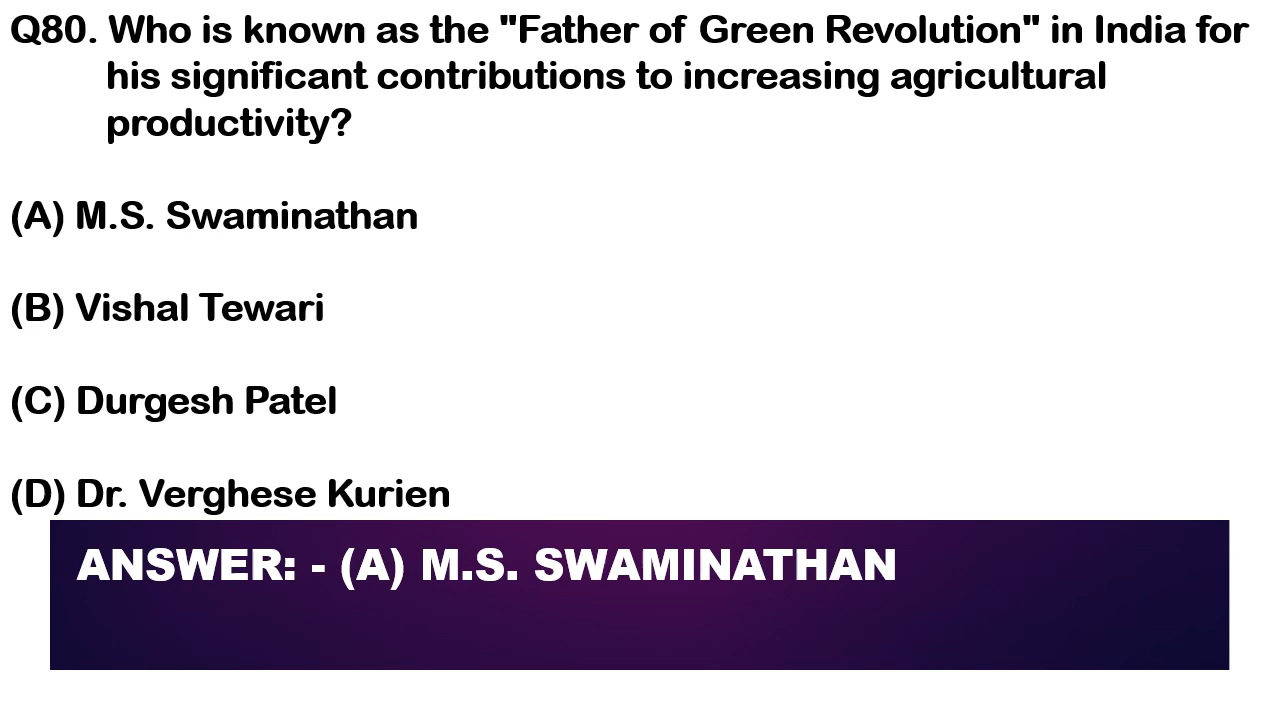 Q80. Who is known as the "Father of Green Revolution" in India for
his significant contributions to increasing agricultural
productivity?
(A) M.S. Swaminathan
(B) Vishal Tewari
(C) Durgesh Patel
(D) Dr. Verghese Kurien
ANSWER: - (A) M.S. SWAMINATHAN